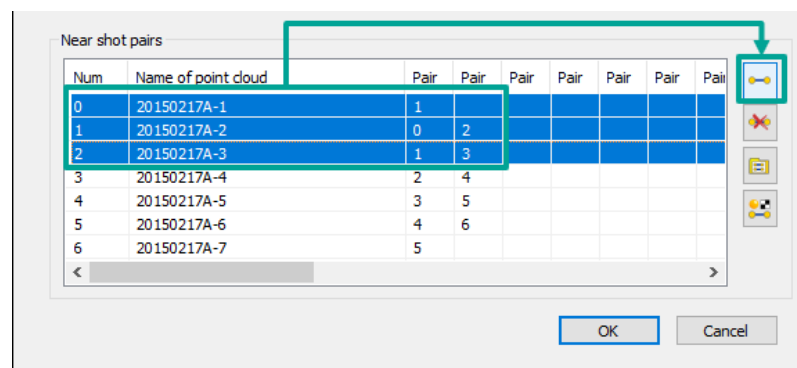 Near shot pairs
Num Name of point cloud Pair Pair Pair Pair Pair Pair Pair
0 20150217A-1 1
1 20150217A-2 0 2
2 20150217A-3 1 3
3 20150217A-4 2 4
4 20150217A-5 3 5
5 20150217A-6 4 6
6 20150217A-7 5
OK Cancel